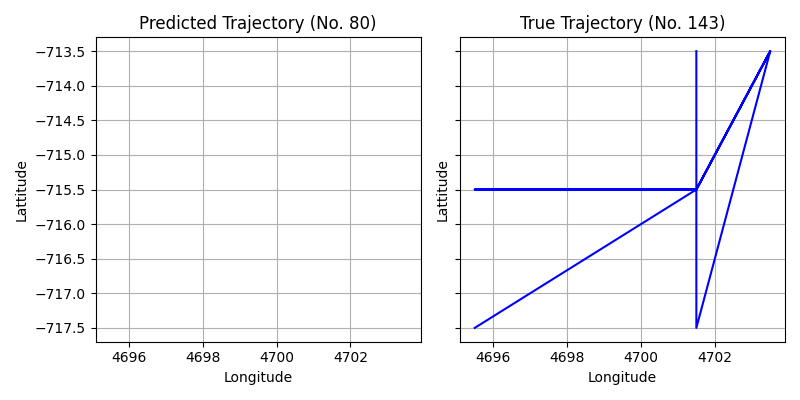 Predicted Trajectory (No. 80)
True Trajectory (No. 143)
−713.5
−714.0
−714.5
−715.0
−715.5
−716.0
−716.5
−717.0
−717.5
Lattitude
Lattitude
4696 4698 4700 4702
4696 4698 4700 4702
Longitude
Longitude